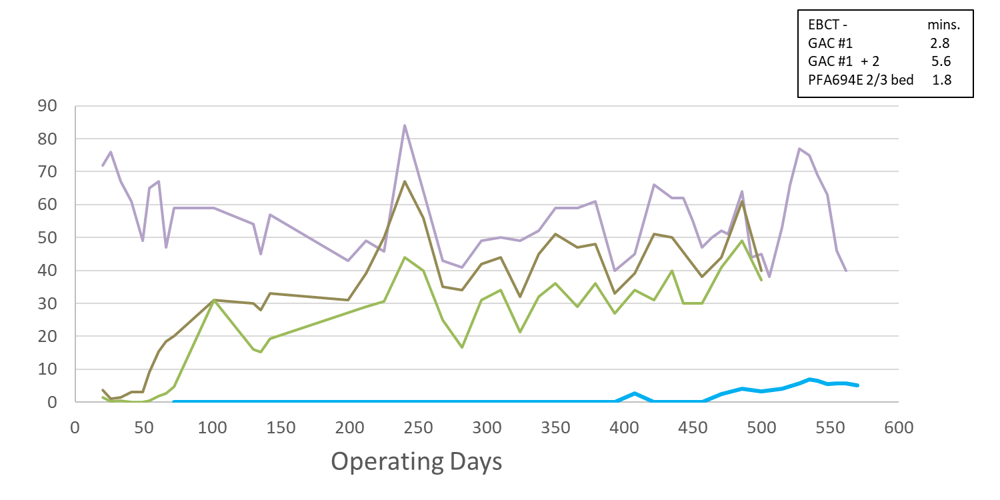 EBCT - mins.
GAC #1 2.8
GAC #1 + 2 5.6
PFA694E 2/3 bed 1.8
90
80
70
60
50
40
30
20
10
0
0 50 100 150 200 250 300 350 400 450 500 550 600
Operating Days